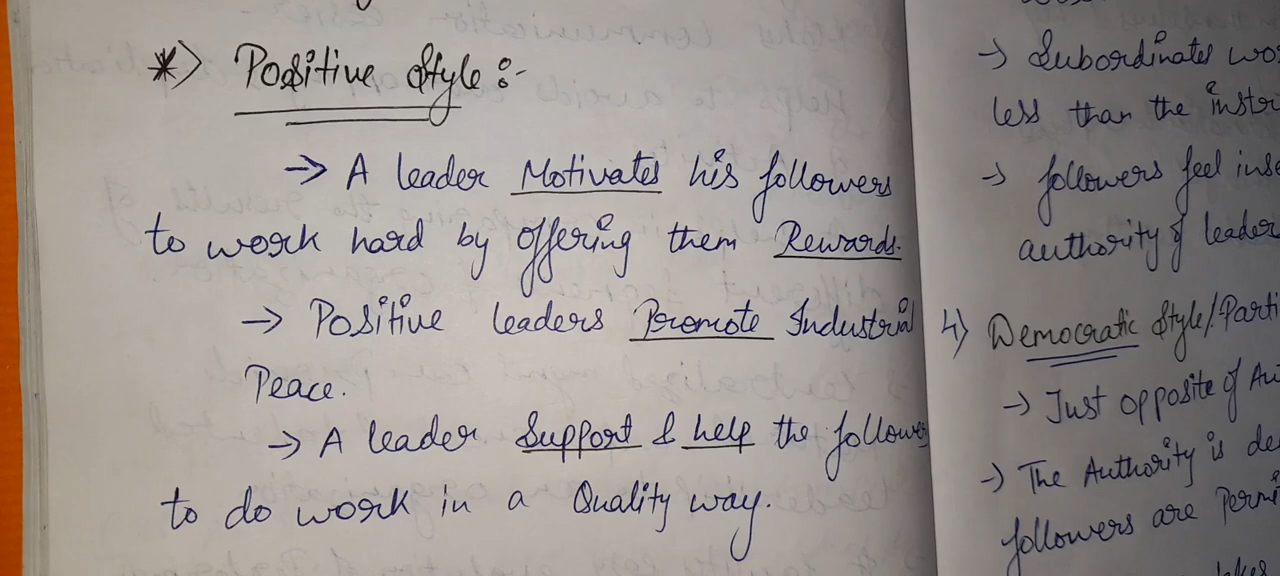 *> Positive Style :-
-> A leader Motivates his followers
to work hard by offering them Rewards.
-> Positive leaders Promote Industrial
Peace.
-> A leader Support & help the follower
to do work in a Quality way.
-> Subordinates
less than the
-> followers feel
authority of leader
4) Democratic Style/
-> Just opposite of
-> The Authority is
followers are